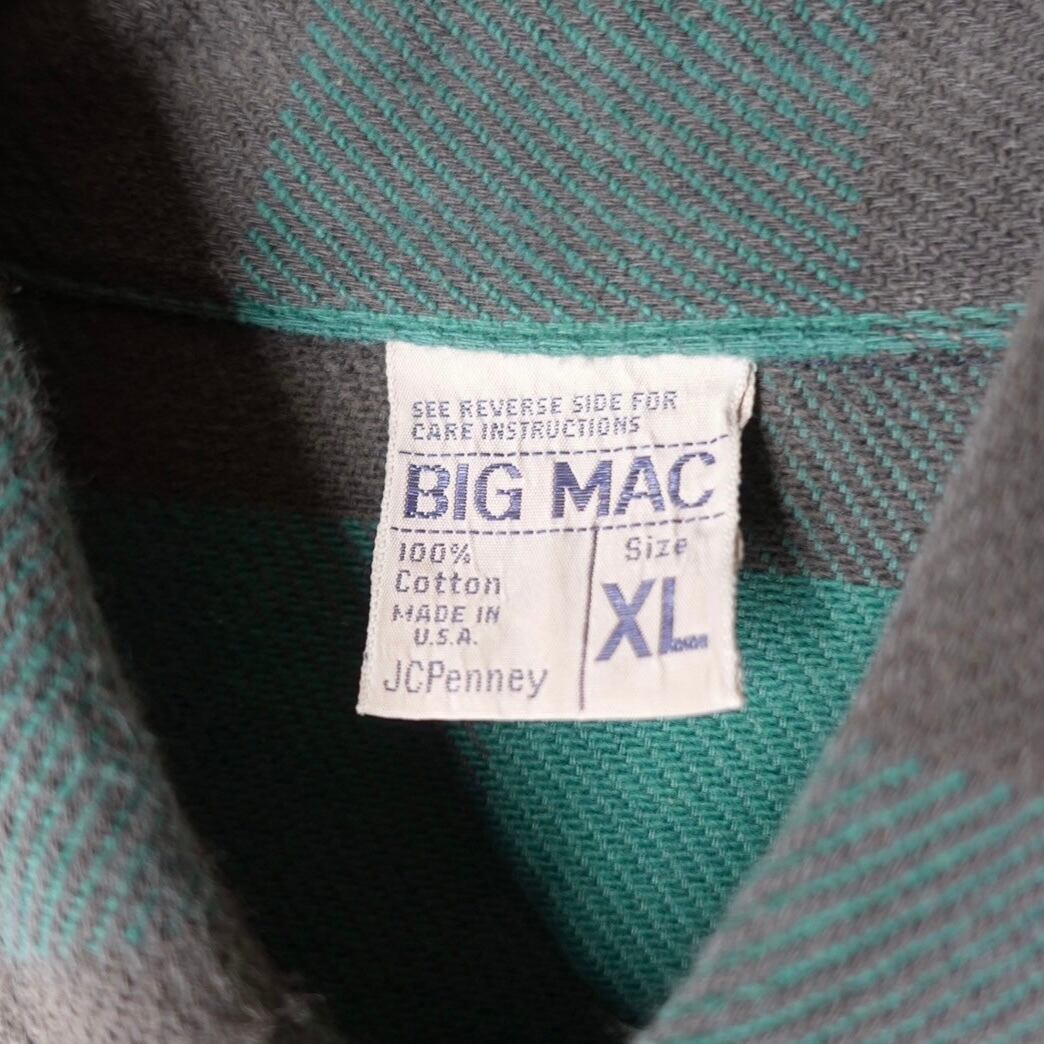 SEE REVERSE SIDE FOR
CARE INSTRUCTIONS
BIG MAC
100%
Cotton
MADE IN
U.S.A.
JCPenney
Size
XL